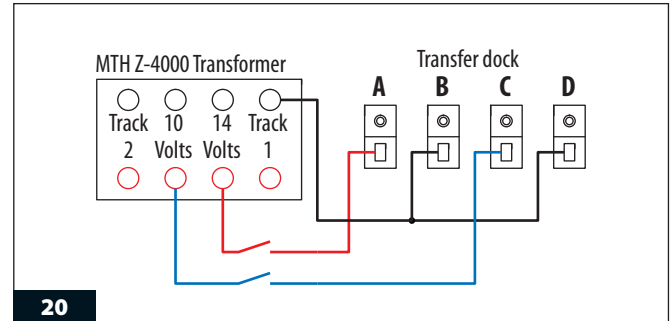 MTH Z-4000 Transformer
Transfer dock
A B C D
Track 10 14 Track
2 Volts Volts 1
20